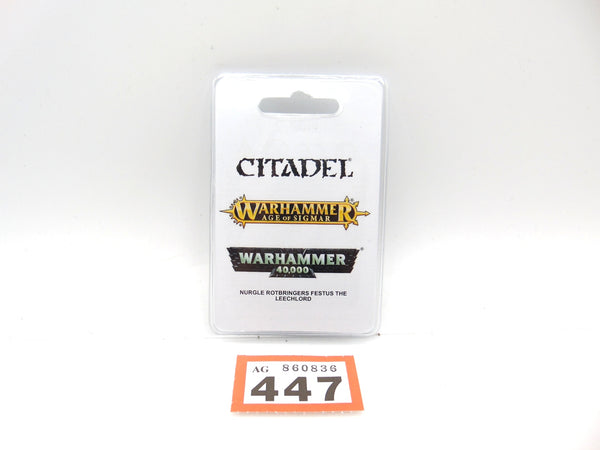 CITADEL®
WARHAMMER
AGE OF SIGMAR
WARHAMMER®
40,000
NURGLE ROTBRINGERS FESTUS THE
LEECHLORD
AG 860836
447